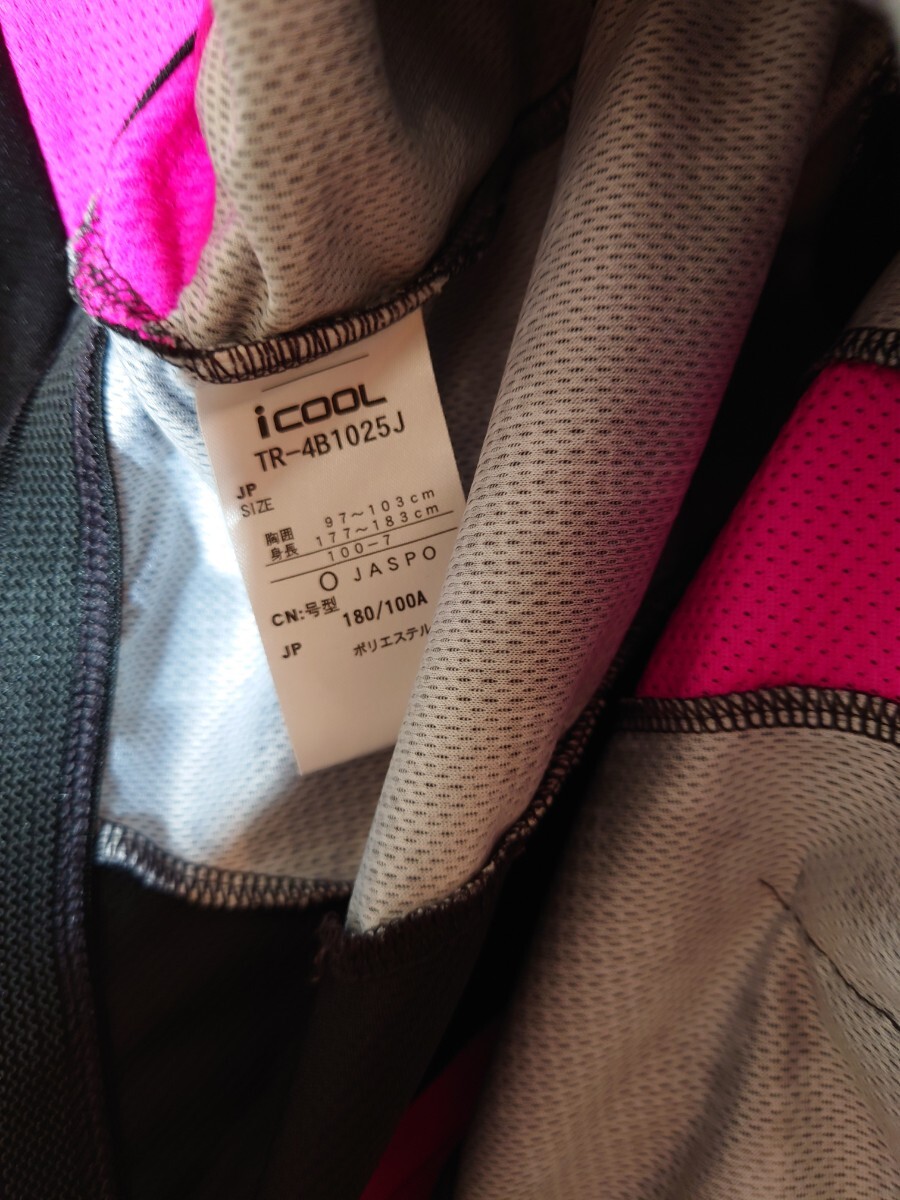 iCOOL
TR-4B1025J
JP
SIZE
胸囲 97~103cm
身長 177~183cm
100-7
O JASPO
CN:号型 180/100A
JP ポリエステル